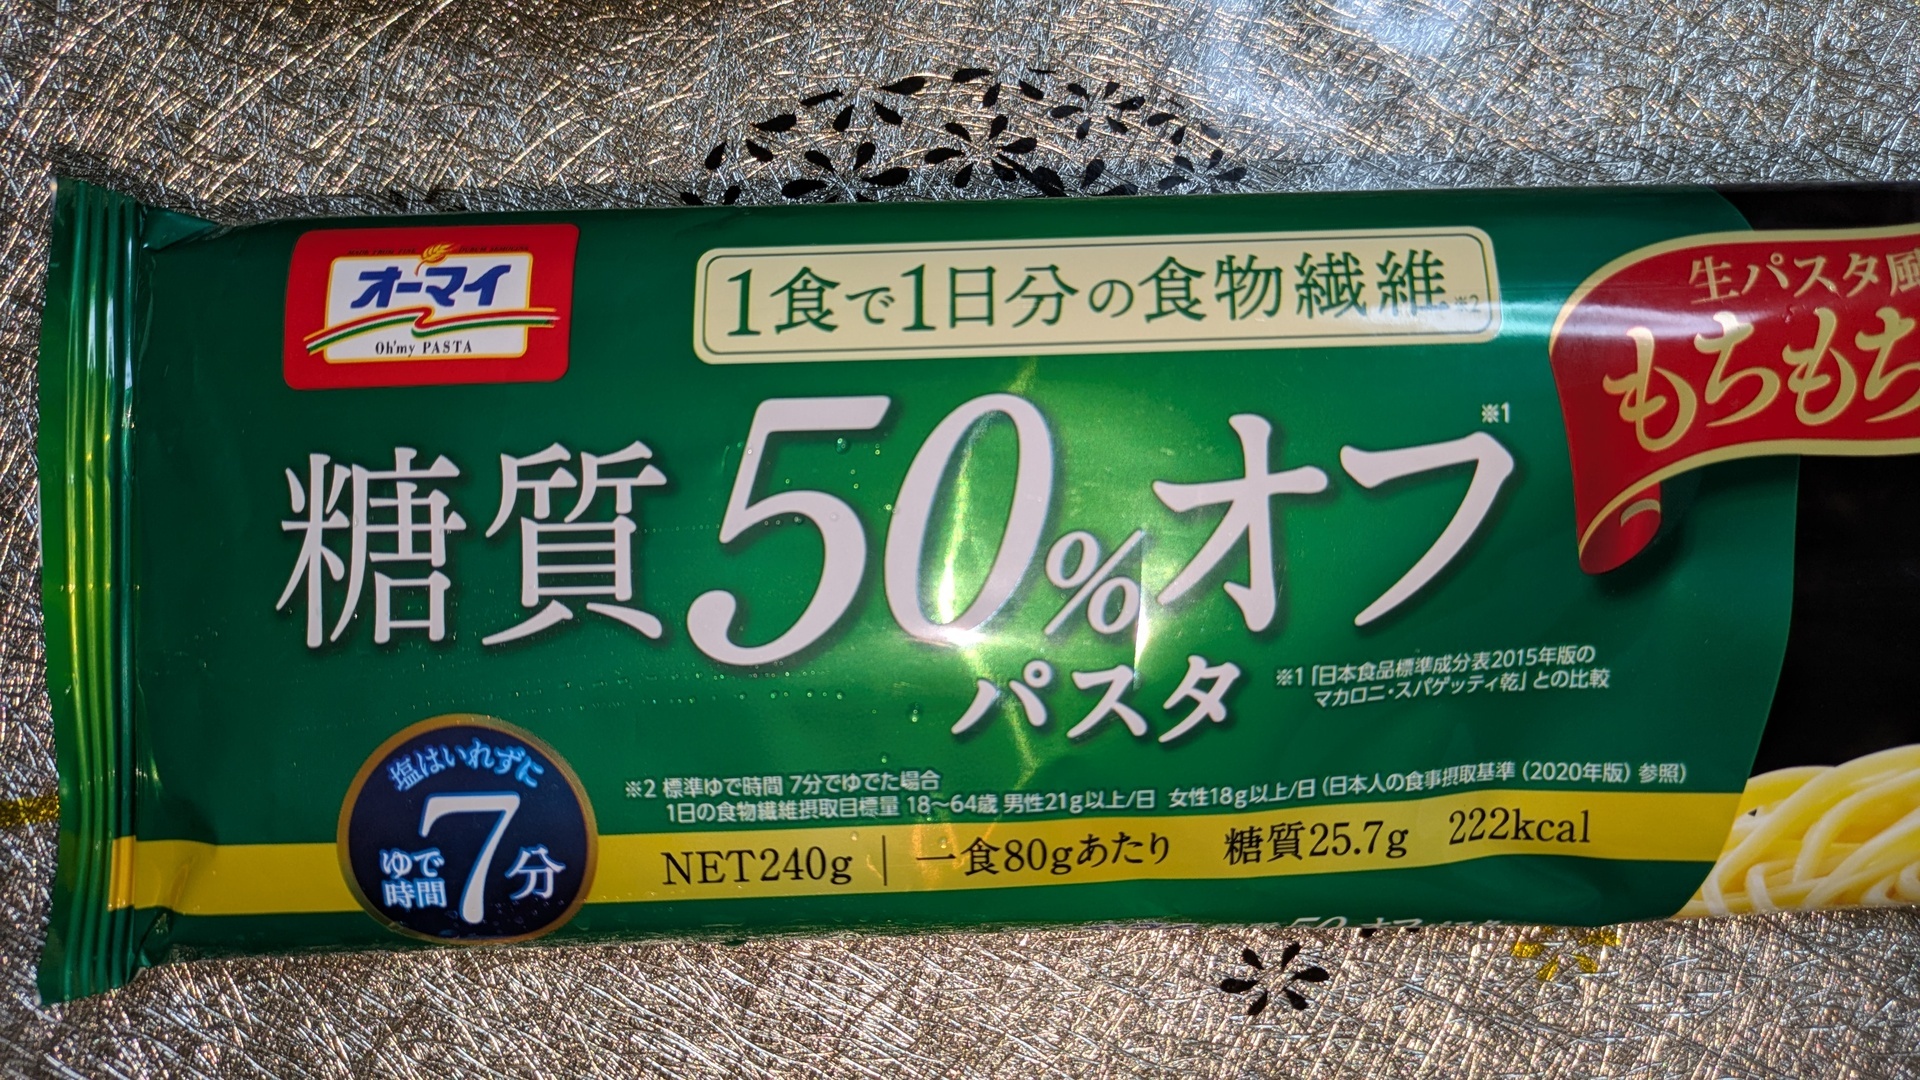 オーマイ
Oh'my PASTA
1食で1日分の食物繊維※2
生パスタ風
もちもち
糖質50%オフ※1
パスタ
※1「日本食品標準成分表2015年版の
マカロニ・スパゲッティ乾」との比較
塩はいれずに
ゆで時間7分
※2 標準ゆで時間 7分でゆでた場合
1日の食物繊維摂取目標量 18~64歳 男性21g以上/日 女性18g以上/日（日本人の食事摂取基準（2020年版）参照）
NET240g | 一食80gあたり 糖質25.7g 222kcal